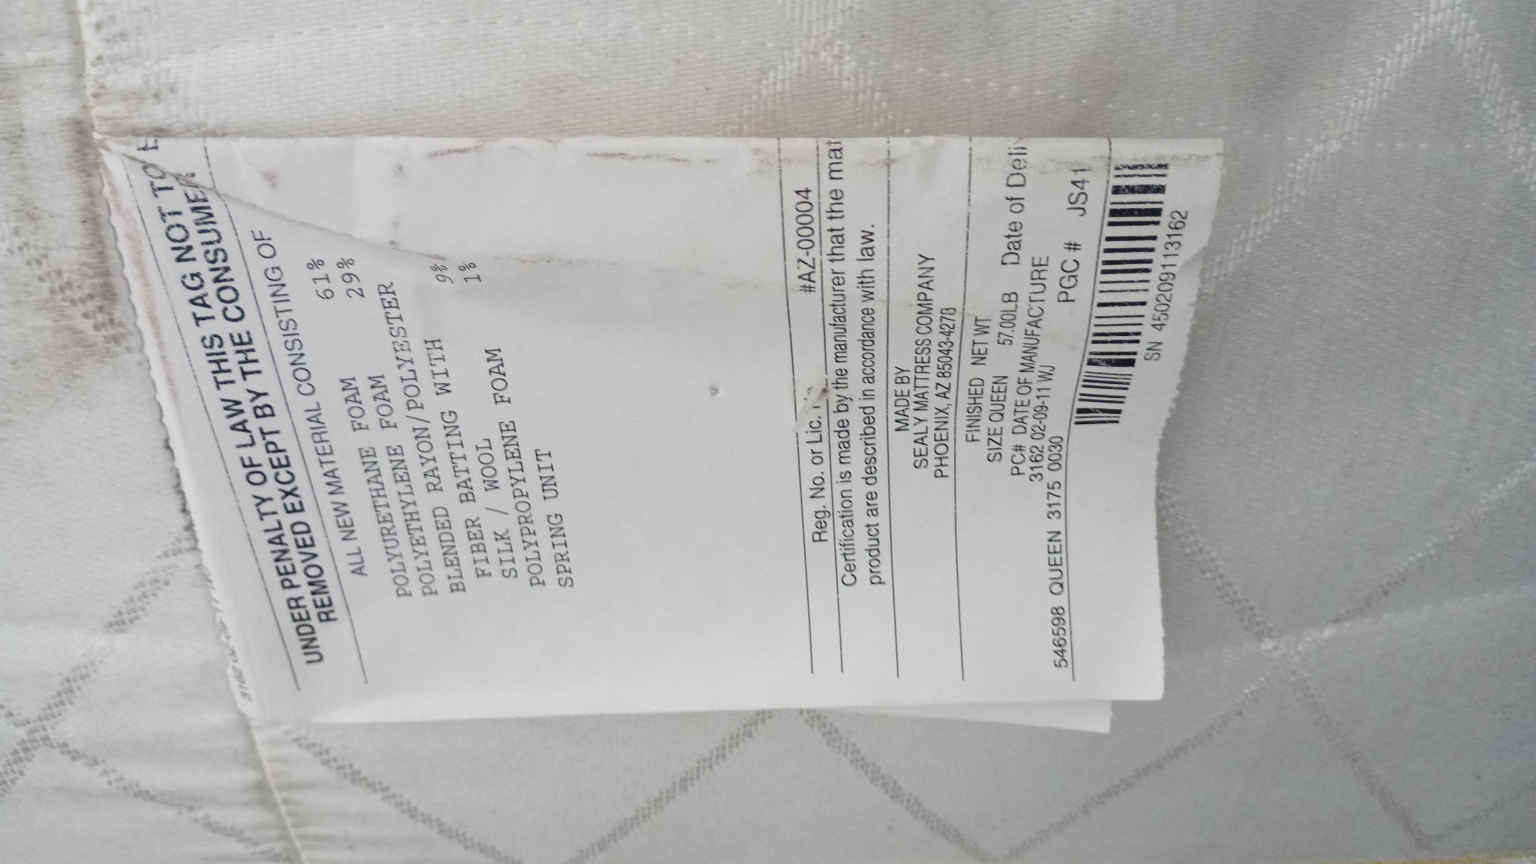 UNDER PENALTY OF LAW THIS TAG NOT TO
REMOVED EXCEPT BY THE CONSUMER
ALL NEW MATERIAL CONSISTING OF
POLYURETHANE FOAM 61%
POLYETHYLENE FOAM 29%
BLENDED RAYON/POLYESTER
FIBER BATTING WITH
SILK / WOOL 9%
POLYPROPYLENE FOAM 1%
SPRING UNIT
Reg. No. or Lic. #AZ-00004
Certification is made by the manufacturer that the mat
product are described in accordance with law.
MADE BY
SEALY MATTRESS COMPANY
PHOENIX, AZ 85043-4278
FINISHED NET WT
SIZE QUEEN 57.00LB Date of Deli
PC# DATE OF MANUFACTURE
3162 02-09-11 WJ
546598 QUEEN 3175 0030 PGC # JS41
SN 450209113162